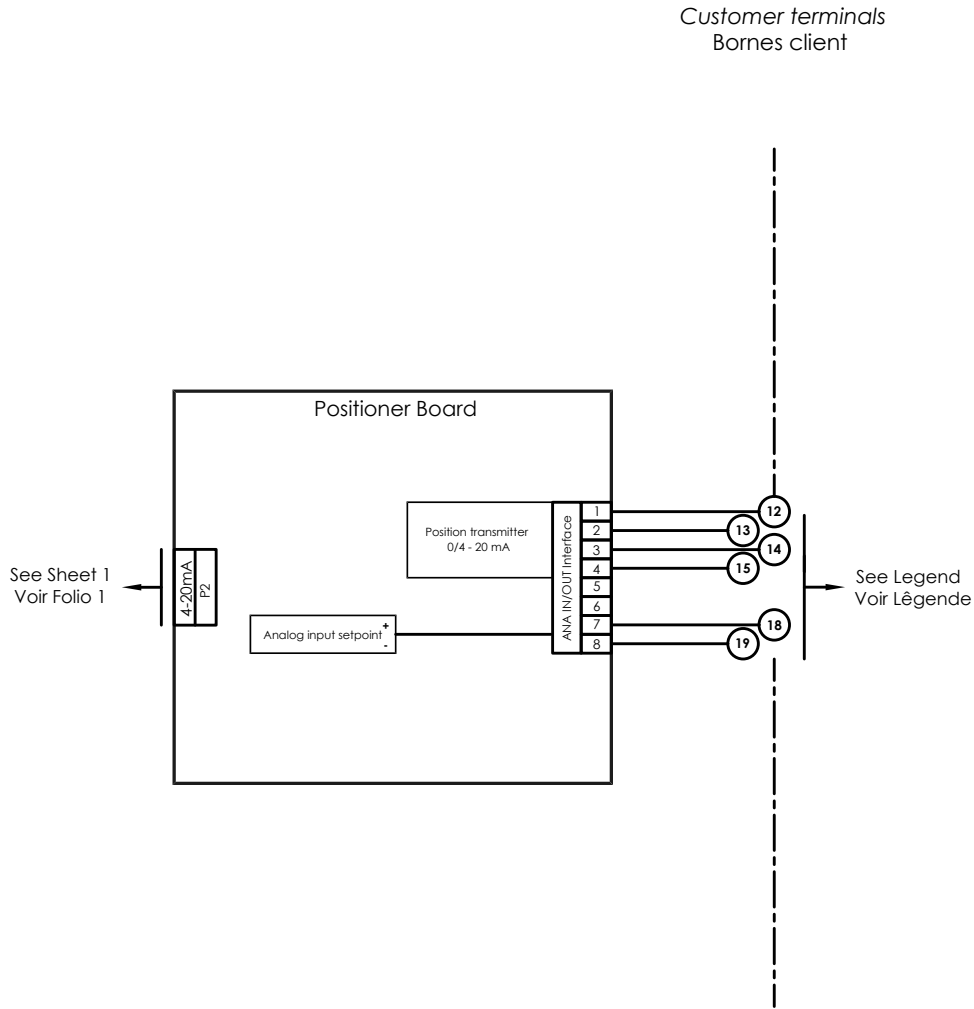 Customer terminals
Bornes client
Positioner Board
Position transmitter
0/4 - 20 mA
ANA IN/OUT Interface
1
2
3
4
5
6
7
8
12
13
14
15
18
19
See Sheet 1
Voir Folio 1
4-20mA
P2
Analog input setpoint
+
-
See Legend
Voir Lêgende